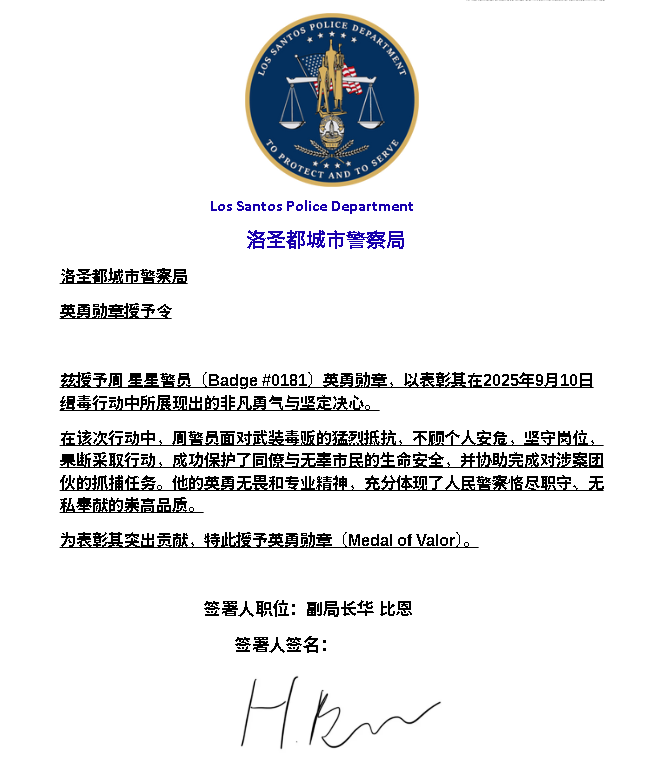 LOS SANTOS POLICE DEPARTMENT
TO PROTECT AND TO SERVE
Los Santos Police Department
洛圣都城市警察局
洛圣都城市警察局
英勇勋章授予令
兹授予周 星星警员（Badge #0181）英勇勋章，以表彰其在2025年9月10日
缉毒行动中所展现出的非凡勇气与坚定决心。
在该次行动中，周警员面对武装毒贩的猛烈抵抗，不顾个人安危，坚守岗位，
果断采取行动，成功保护了同僚与无辜市民的生命安全，并协助完成对涉案团
伙的抓捕任务。他的英勇无畏和专业精神，充分体现了人民警察恪尽职守、无
私奉献的崇高品质。
为表彰其突出贡献，特此授予英勇勋章（Medal of Valor）。
签署人职位：副局长华 比恩
签署人签名：